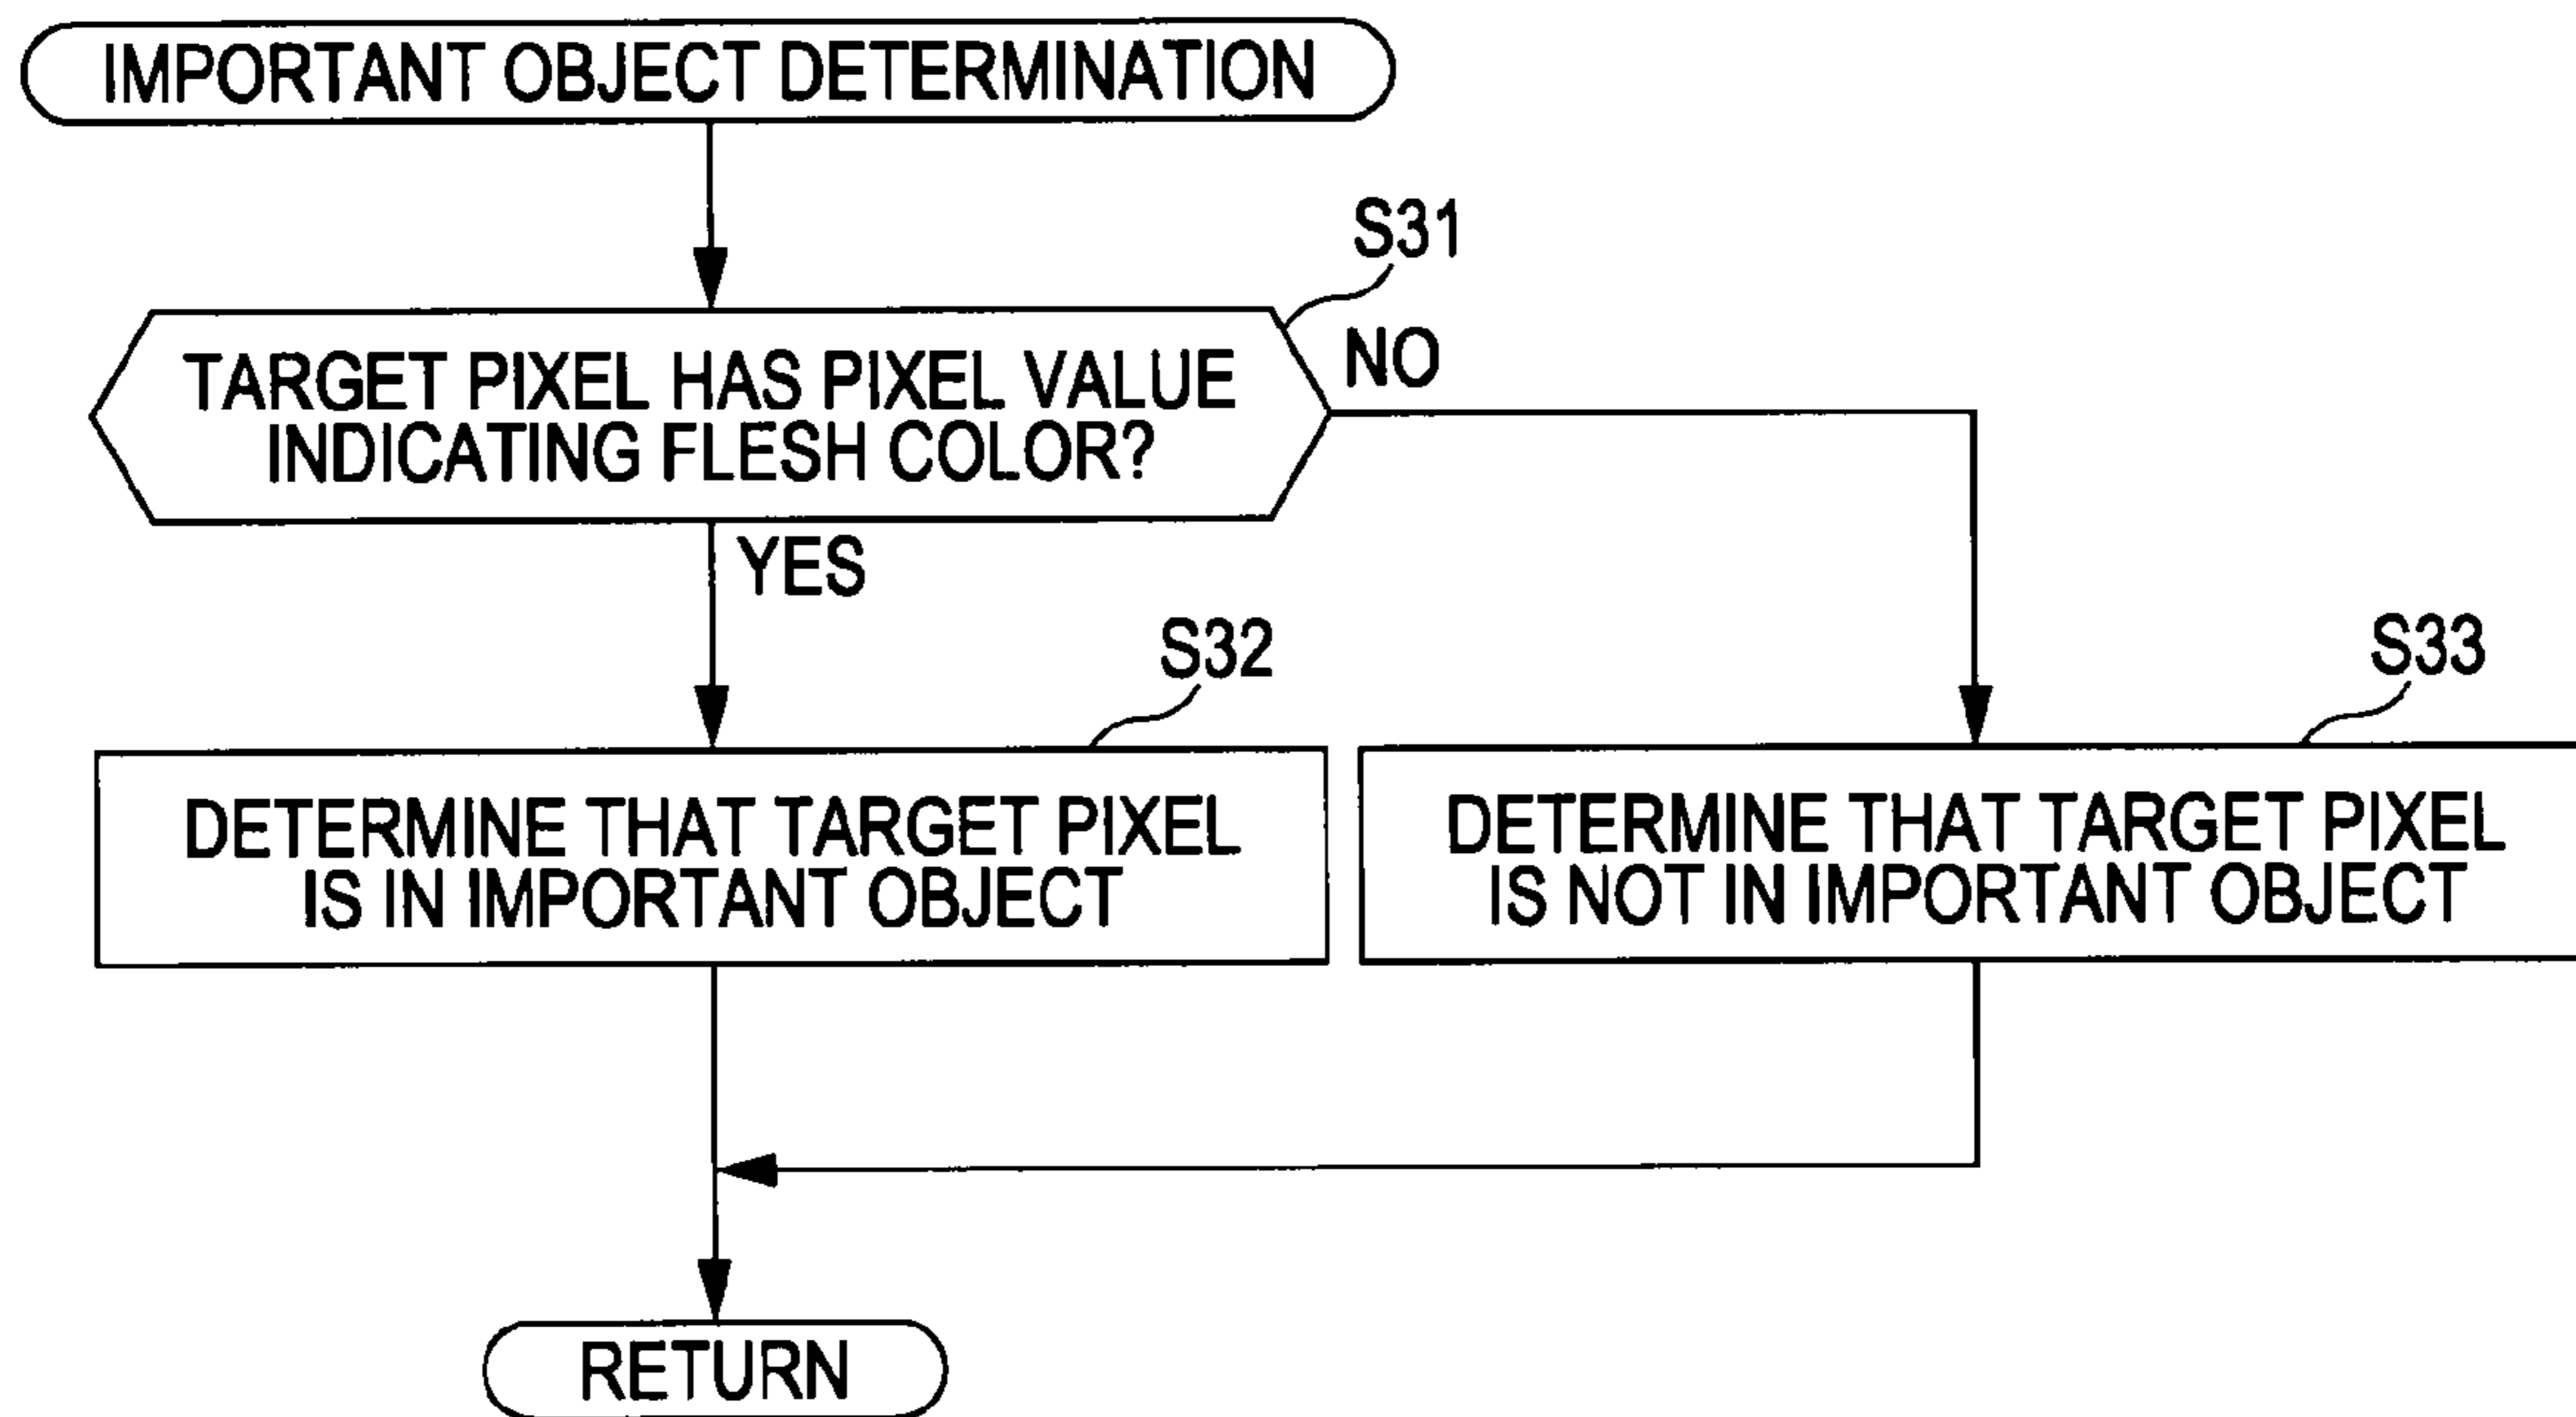 IMPORTANT OBJECT DETERMINATION
S31
TARGET PIXEL HAS PIXEL VALUE
INDICATING FLESH COLOR?
NO
YES
S32
DETERMINE THAT TARGET PIXEL
IS IN IMPORTANT OBJECT
S33
DETERMINE THAT TARGET PIXEL
IS NOT IN IMPORTANT OBJECT
RETURN